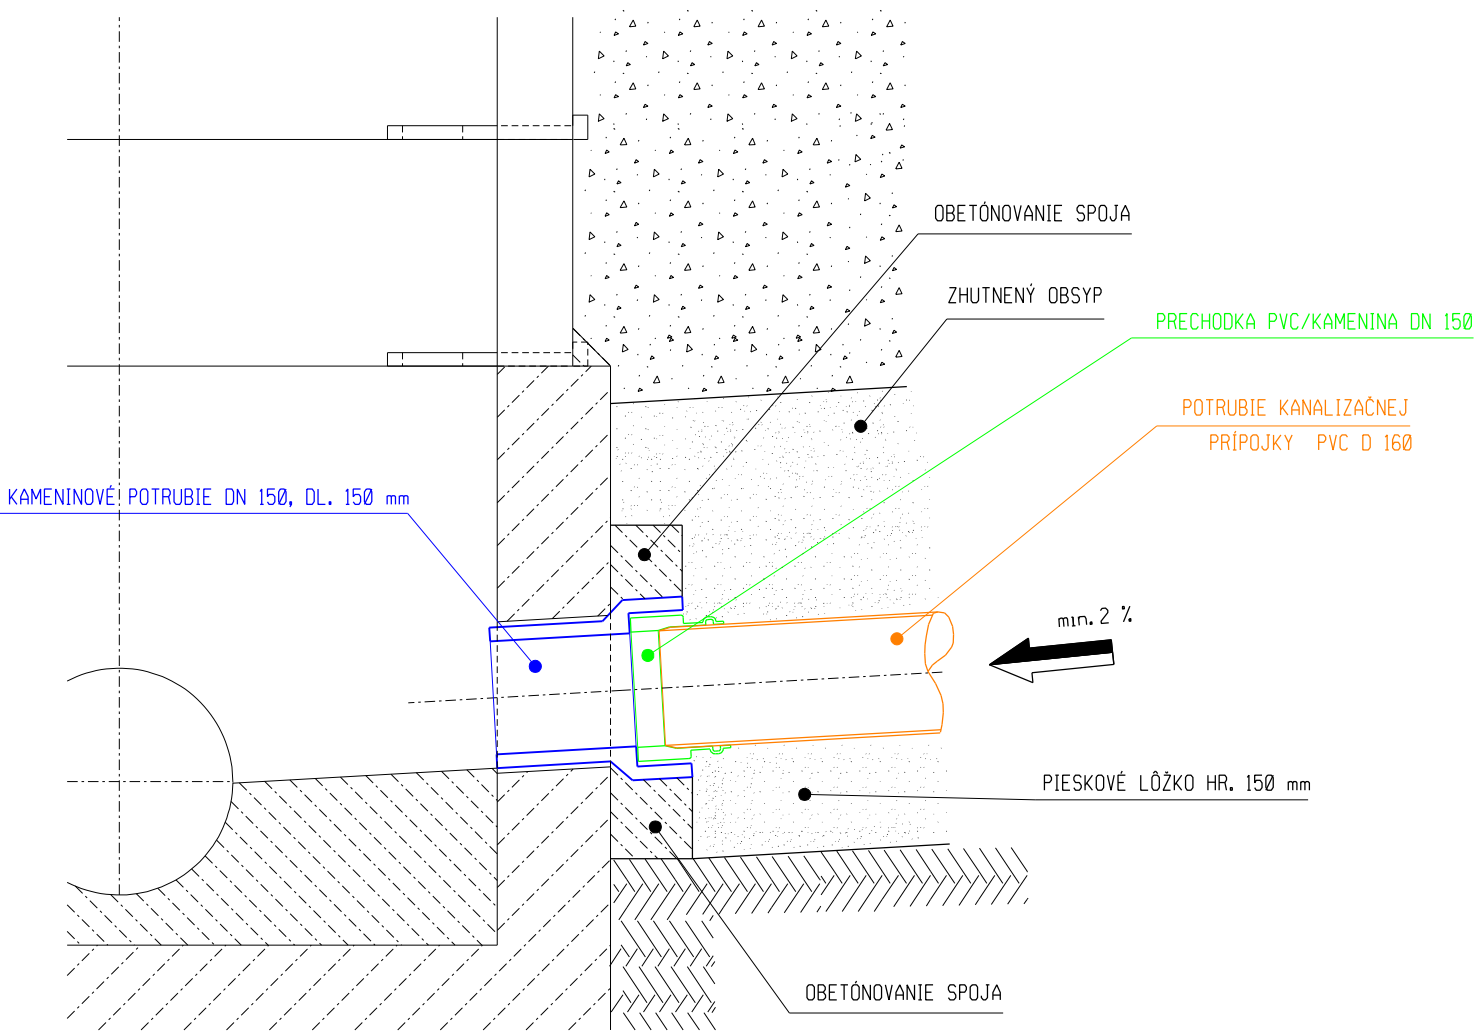 OBETÓNOVANIE SPOJA
ZHUTNENÝ OBSYP
PRECHODKA PVC/KAMENINA DN 150
POTRUBIE KANALIZAČNEJ
PRÍPOJKY PVC D 160
KAMENINOVÉ POTRUBIE DN 150, DL. 150 mm
min. 2 %
PIESKOVÉ LÔŽKO HR. 150 mm
OBETÓNOVANIE SPOJA